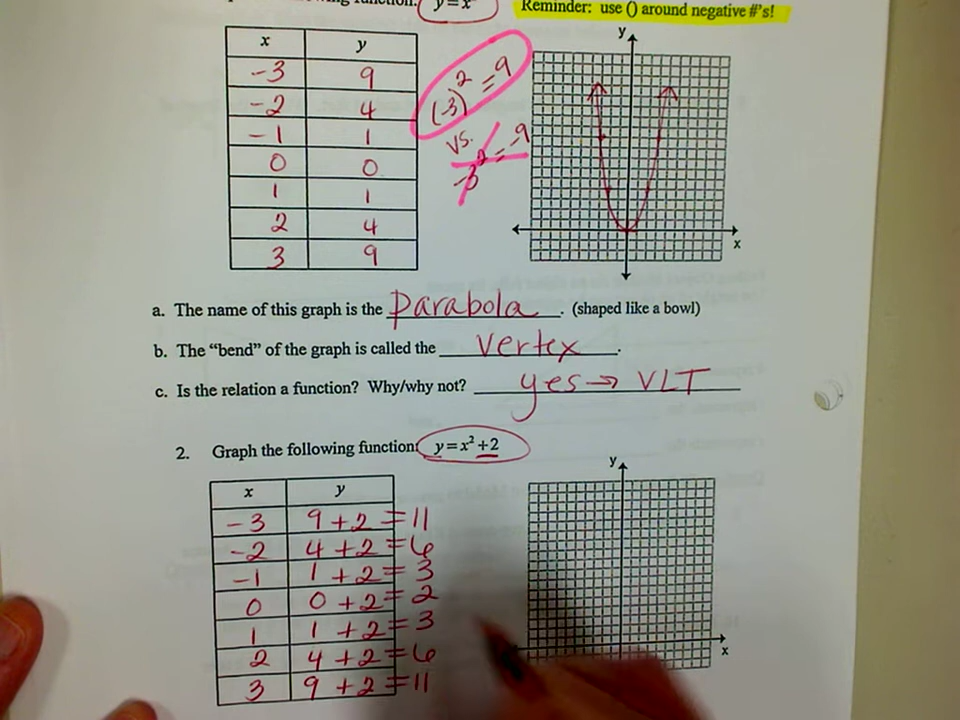 function: y=x²
Reminder: use () around negative #'s!
x y
-3 9
-2 4
-1 1
0 0
1 1
2 4
3 9
(-3)² = 9
vs.
-3² = -9
y
x
a. The name of this graph is the parabola. (shaped like a bowl)
b. The “bend” of the graph is called the vertex.
c. Is the relation a function? Why/why not? yes → VLT
2. Graph the following function: y=x²+2
x y
-3 9+2=11
-2 4+2=6
-1 1+2=3
0 0+2=2
1 1+2=3
2 4+2=6
3 9+2=11
y
x